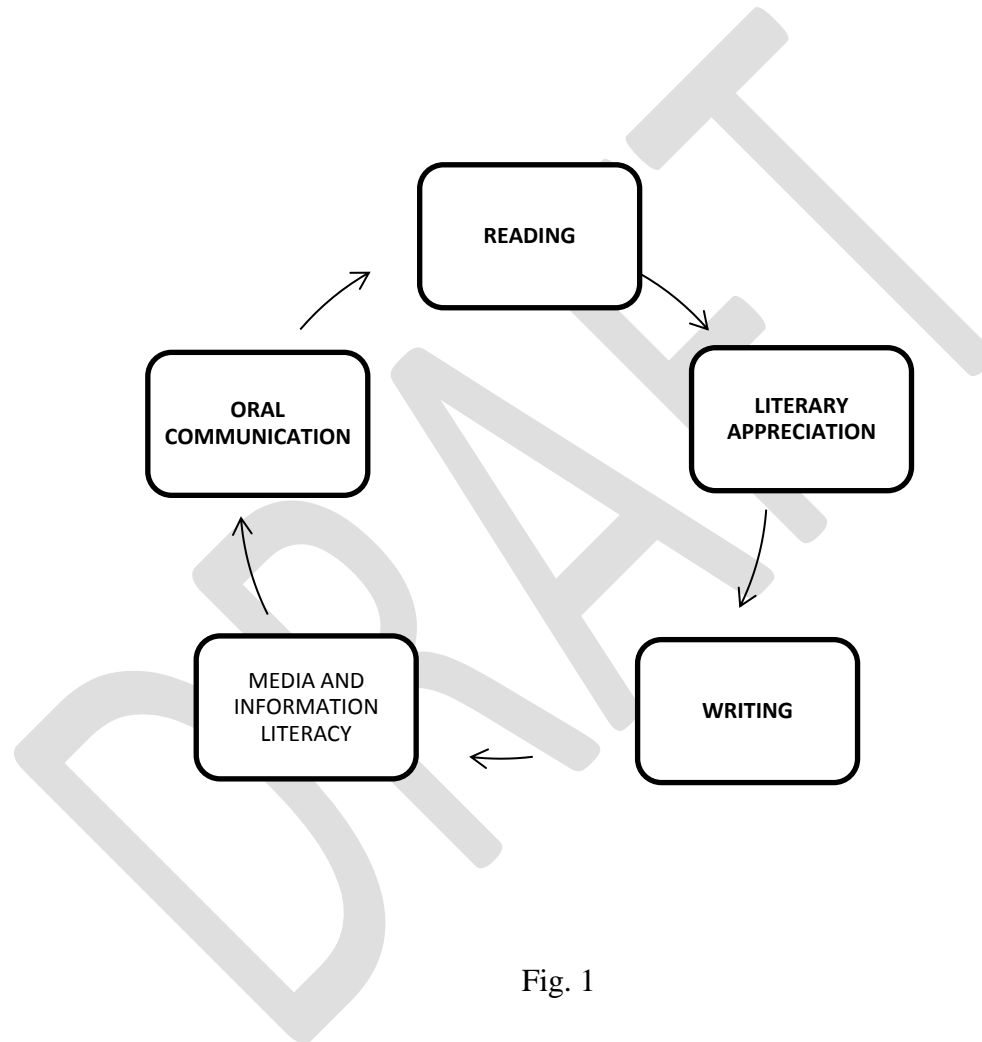 READING
LITERARY
APPRECIATION
WRITING
MEDIA AND
INFORMATION
LITERACY
ORAL
COMMUNICATION
DRAFT
Fig. 1